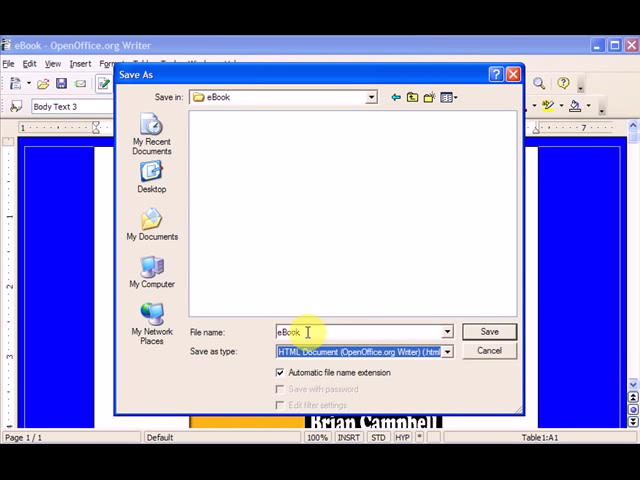 eBook - OpenOffice.org Writer
File Edit View Insert
Save As
Save in: eBook
Body Text 3
1
7
My Recent Documents
Desktop
My Documents
My Computer
My Network Places
File name: eBook
Save
Save as type: HTML Document (OpenOffice.org Writer) (.html
Cancel
Automatic file name extension
Save with password
Edit filter settings
Brian Campbell
Page 1 / 1 Default 100% INSRT STD HYP * Table1:A1